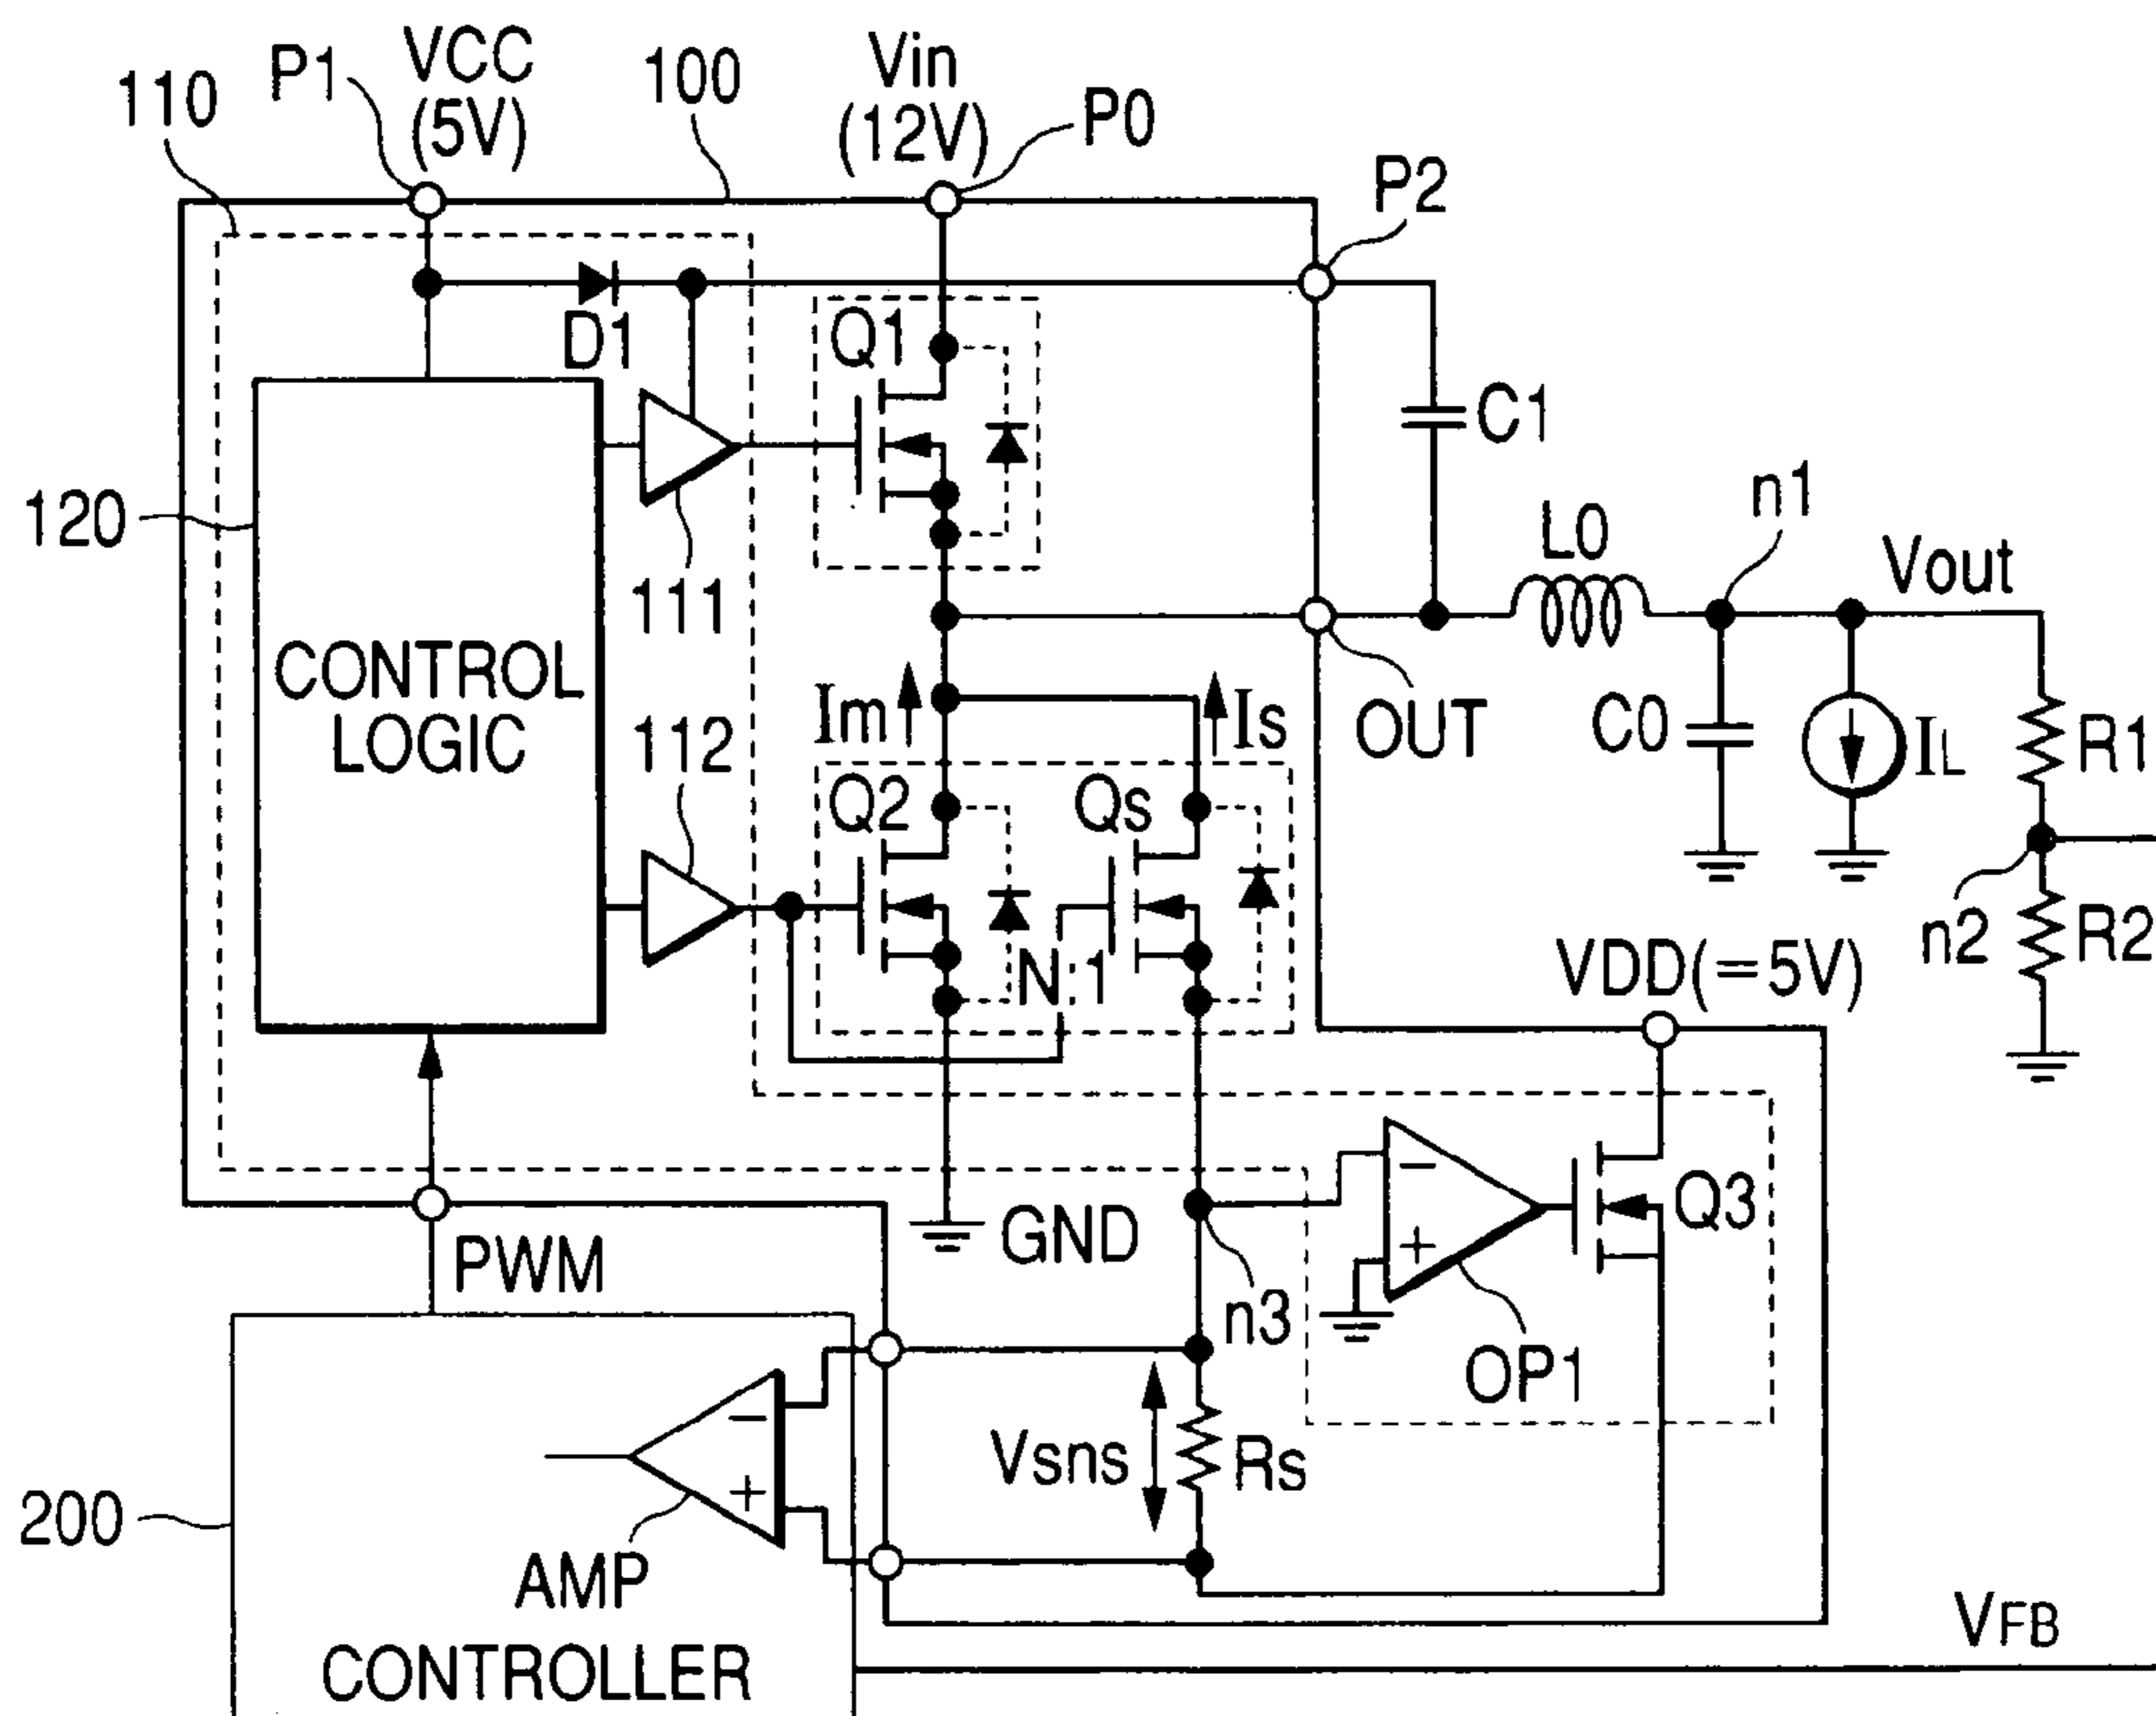 VCC
(5V)
P1
110
100
Vin
(12V)
P0
P2
D1
Q1
C1
120
111
L0
n1
Vout
CONTROL
LOGIC
Im
Is
OUT
C0
IL
R1
112
Q2
Qs
N:1
n2
R2
VDD(=5V)
Q3
GND
PWM
n3
OP1
−
+
Vsns
Rs
−
+
200
AMP
CONTROLLER
VFB